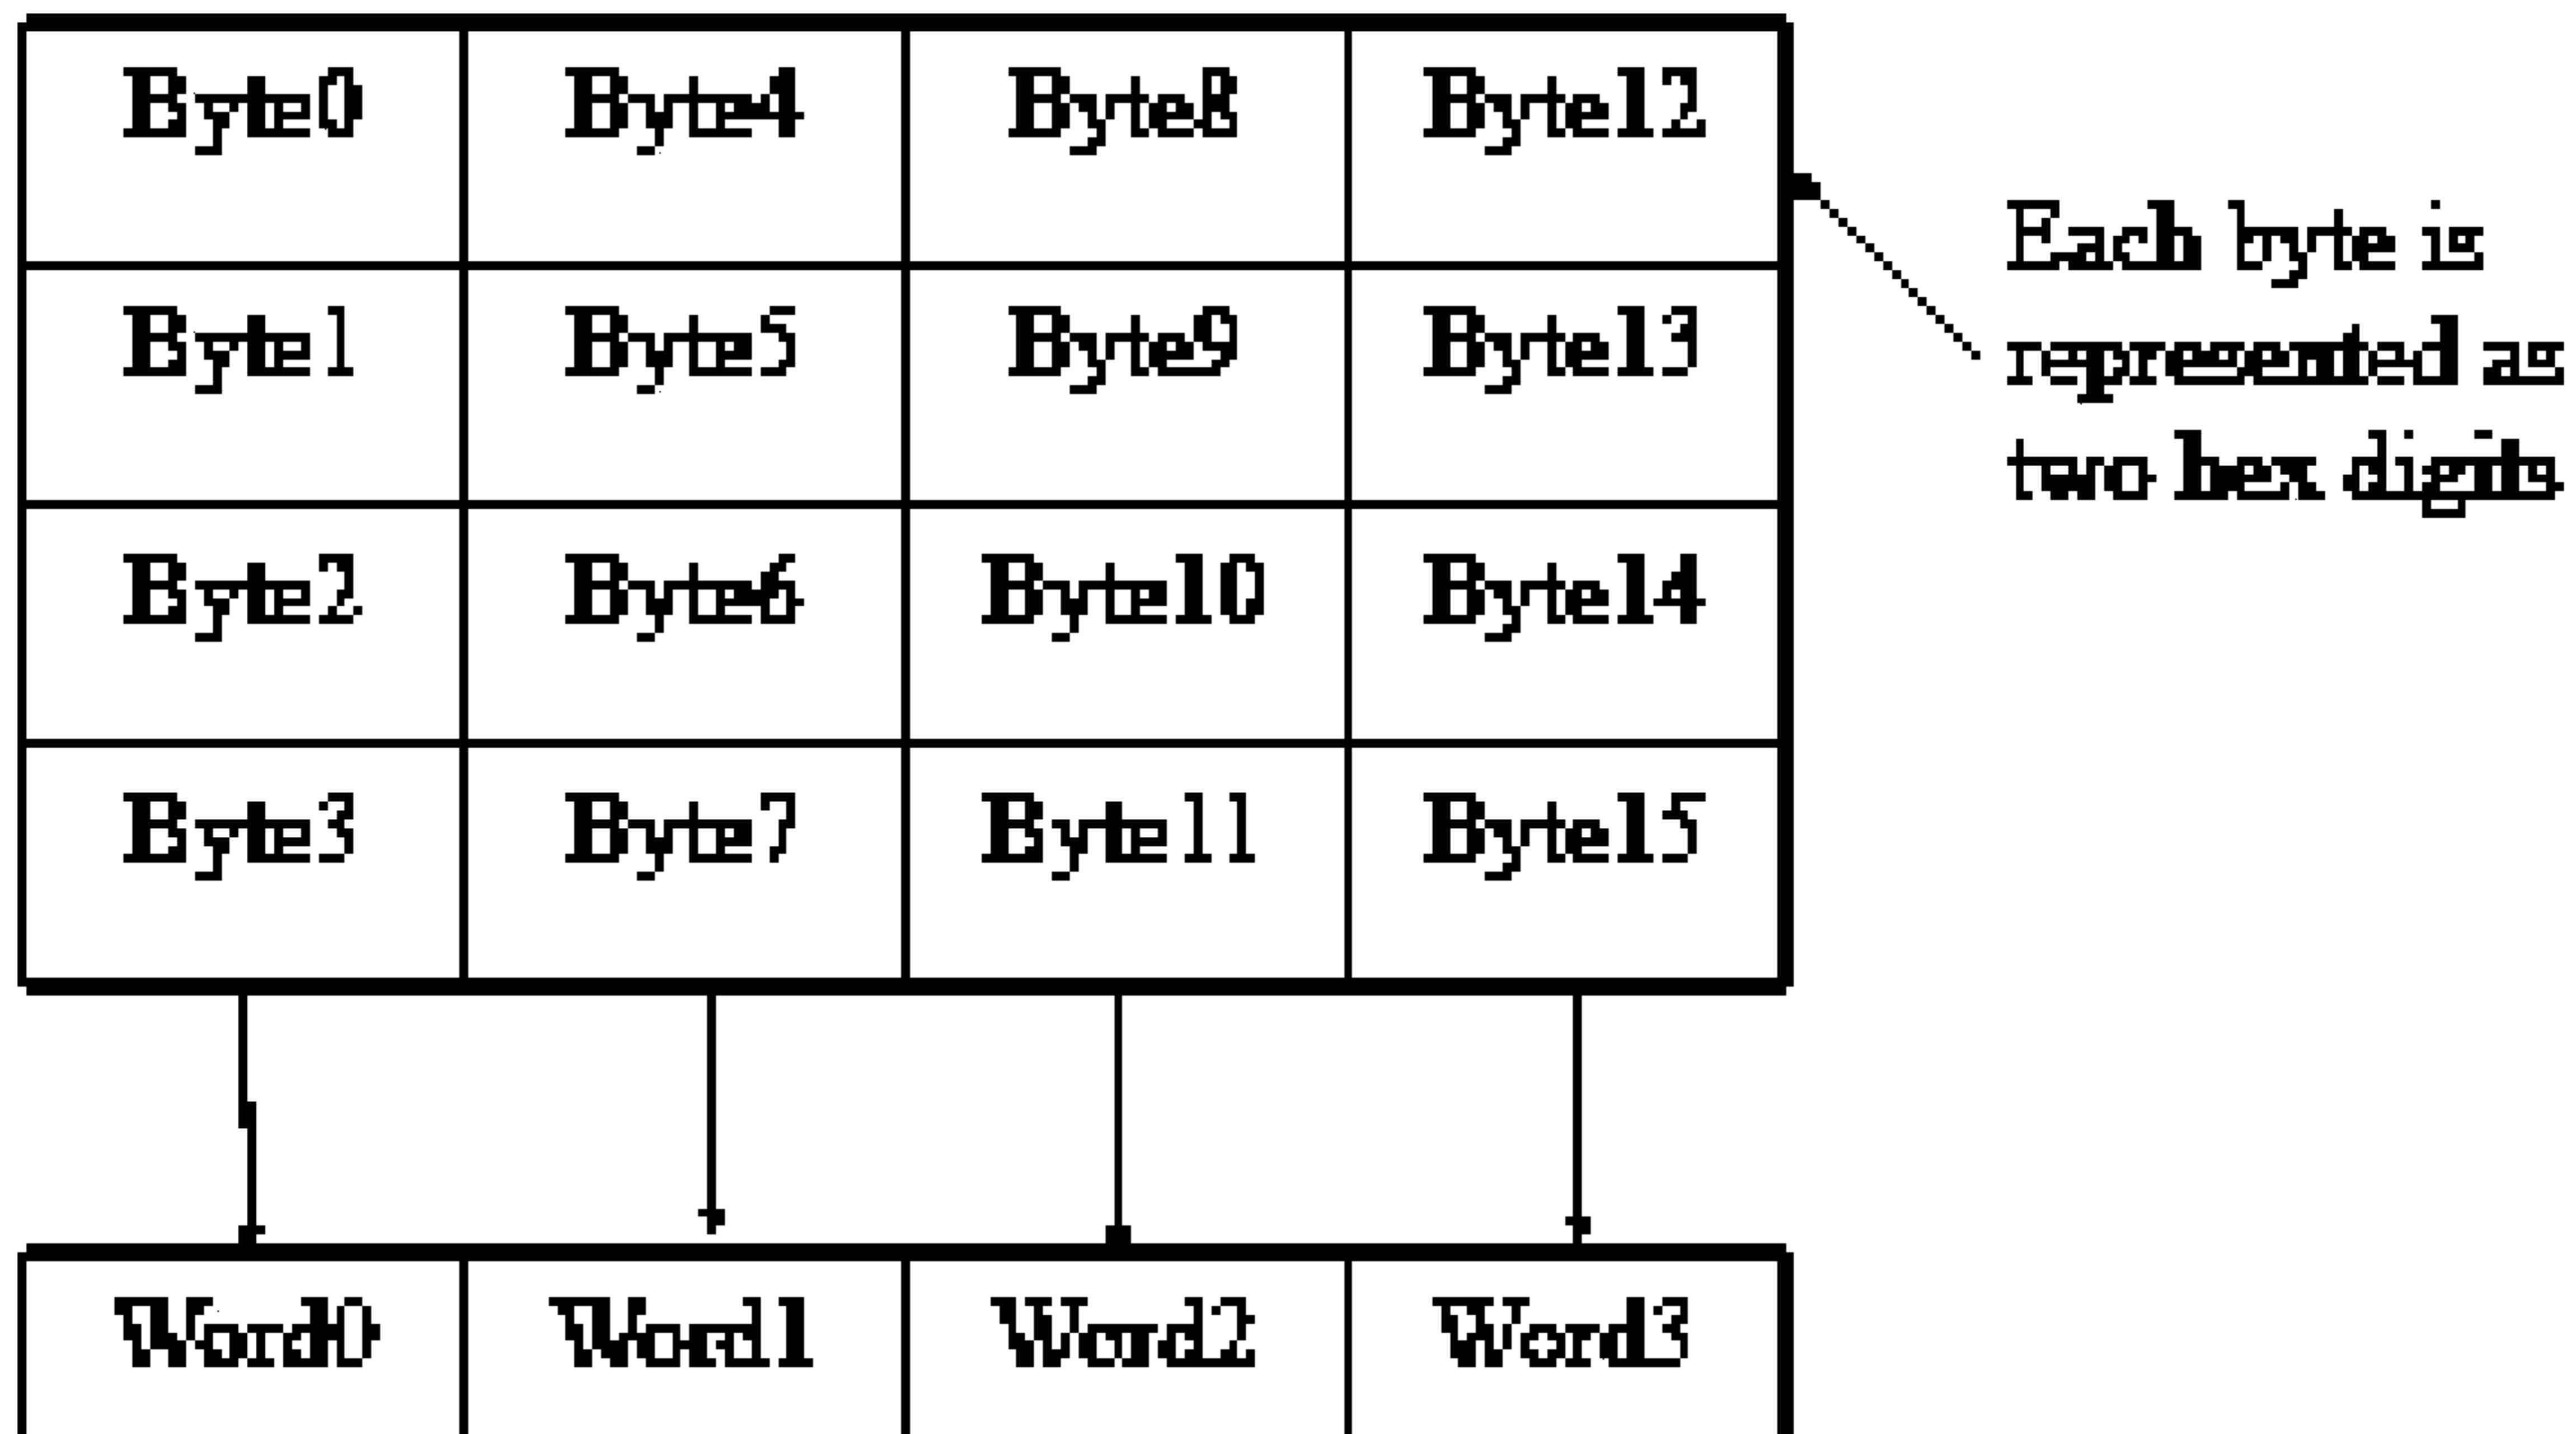 Byte0 Byte4 Byte8 Byte12
Each byte is
represented as
two hex digits
Byte1 Byte5 Byte9 Byte13
Byte2 Byte6 Byte10 Byte14
Byte3 Byte7 Byte11 Byte15
Word0 Word1 Word2 Word3